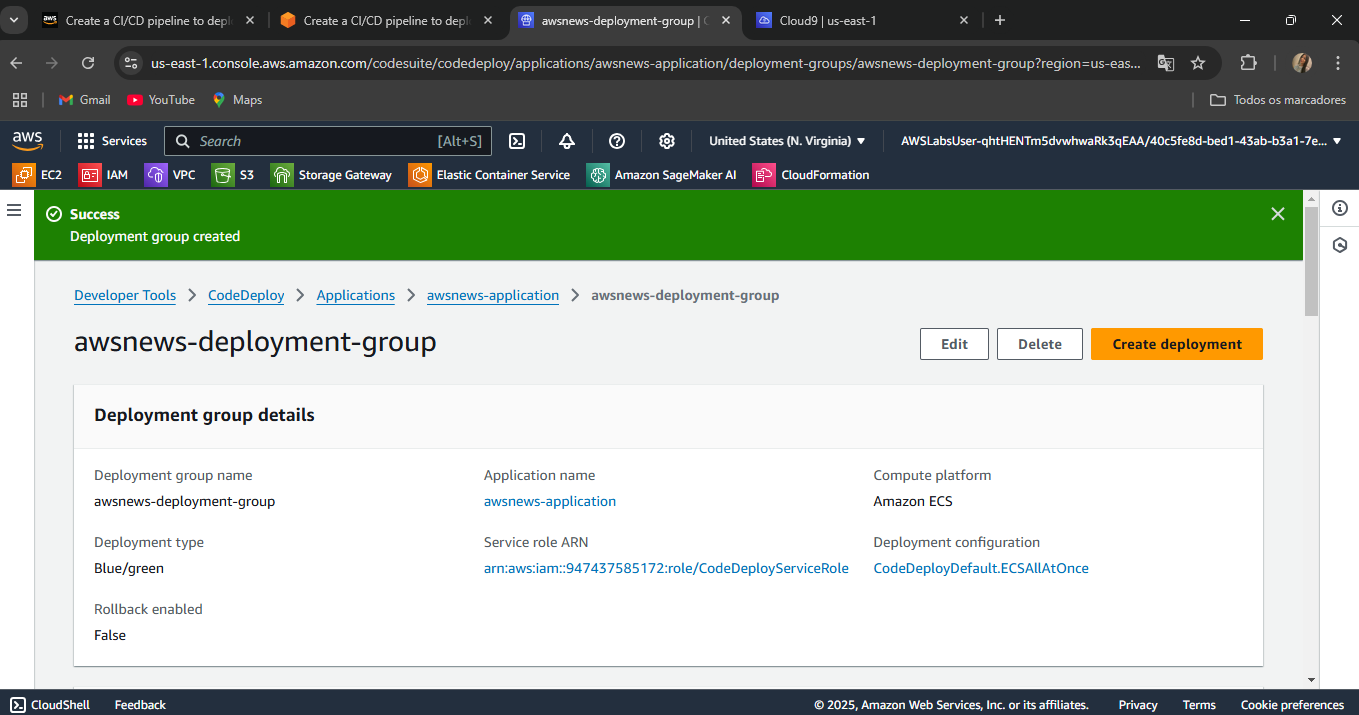 Create a CI/CD pipeline to deplo
Create a CI/CD pipeline to deplo
awsnews-deployment-group | C
Cloud9 | us-east-1
us-east-1.console.aws.amazon.com/codesuite/codedeploy/applications/awsnews-application/deployment-groups/awsnews-deployment-group?region=us-eas...
Gmail
YouTube
Maps
Todos os marcadores
aws
Services
Search
[Alt+S]
United States (N. Virginia)
AWSLabsUser-qhtHENTm5dvwhwaRk3qEAA/40c5fe8d-bed1-43ab-b3a1-7e...
EC2
IAM
VPC
S3
Storage Gateway
Elastic Container Service
Amazon SageMaker AI
CloudFormation
Success
Deployment group created
Developer Tools
CodeDeploy
Applications
awsnews-application
awsnews-deployment-group
awsnews-deployment-group
Edit
Delete
Create deployment
Deployment group details
Deployment group name
awsnews-deployment-group
Application name
awsnews-application
Compute platform
Amazon ECS
Deployment type
Blue/green
Service role ARN
arn:aws:iam::947437585172:role/CodeDeployServiceRole
Deployment configuration
CodeDeployDefault.ECSAllAtOnce
Rollback enabled
False
CloudShell
Feedback
© 2025, Amazon Web Services, Inc. or its affiliates.
Privacy
Terms
Cookie preferences